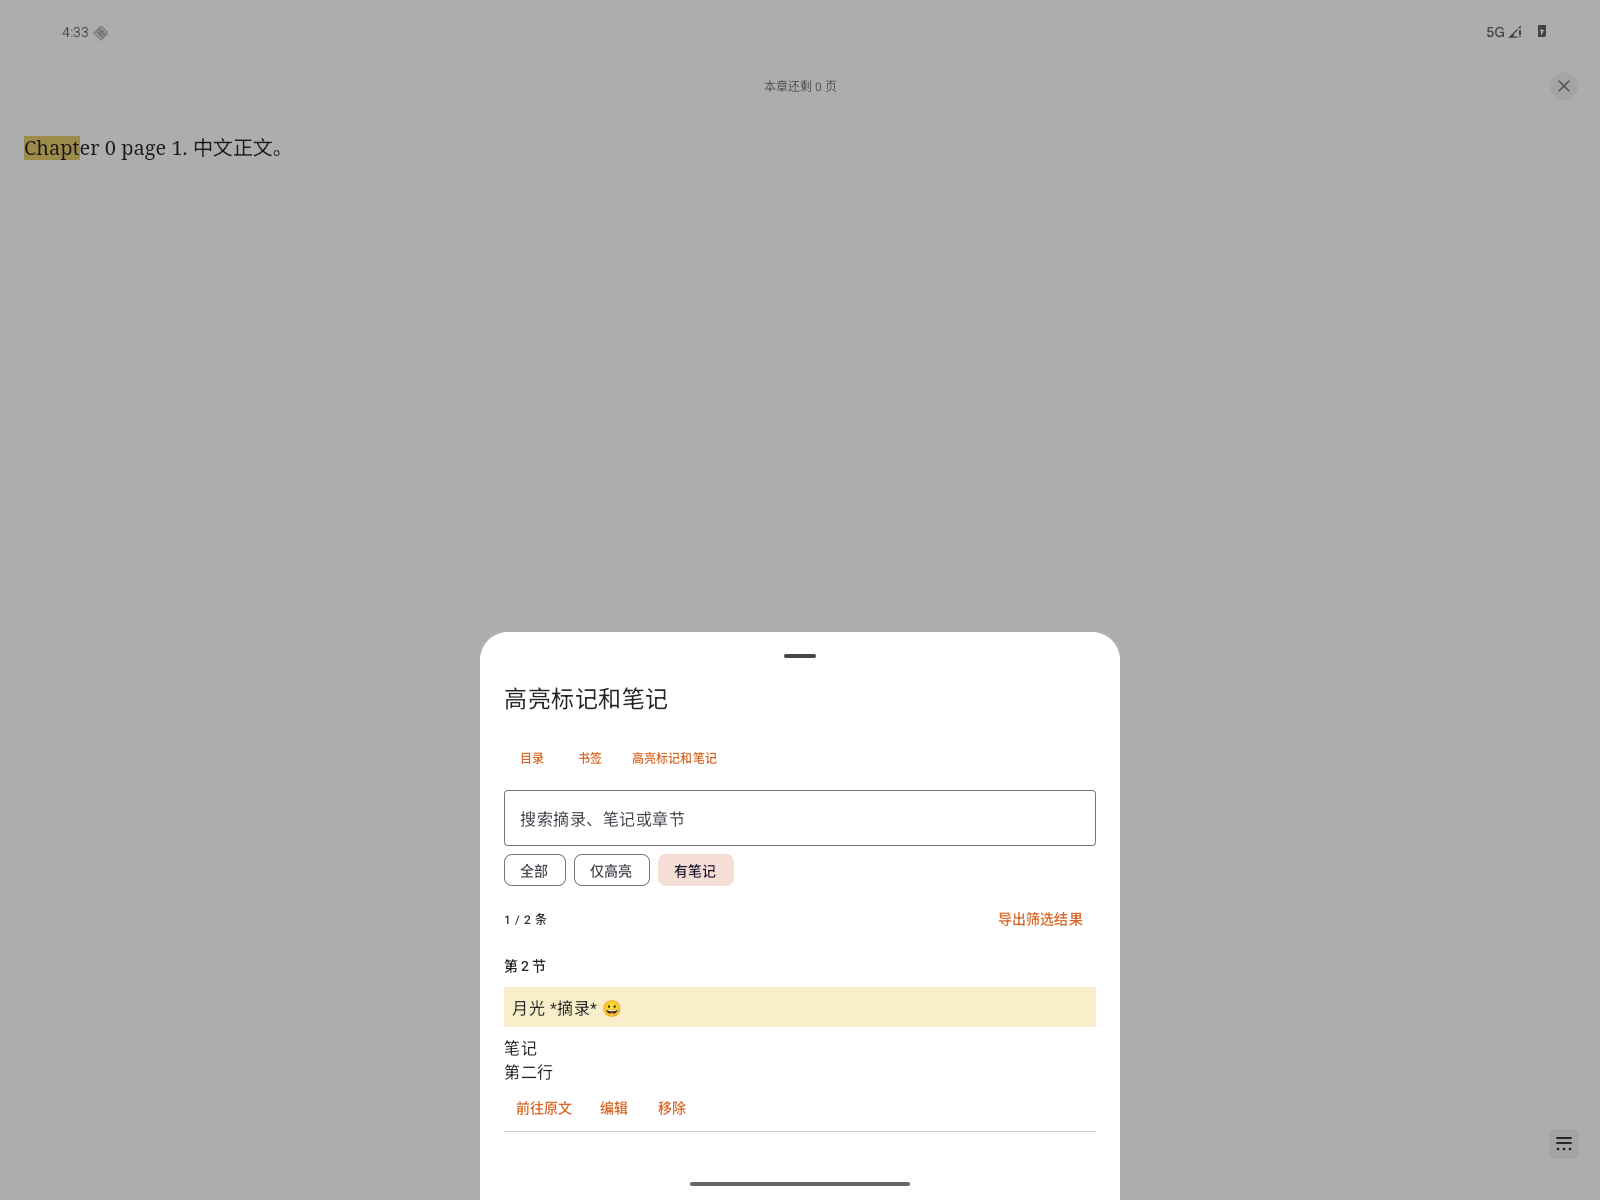 4:33
5G
本章还剩 0 页
Chapter 0 page 1. 中文正文。
高亮标记和笔记
目录 书签 高亮标记和笔记
搜索摘录、笔记或章节
全部 仅高亮 有笔记
1 / 2 条 导出筛选结果
第 2 节
月光 *摘录* 😀
笔记
第二行
前往原文 编辑 移除